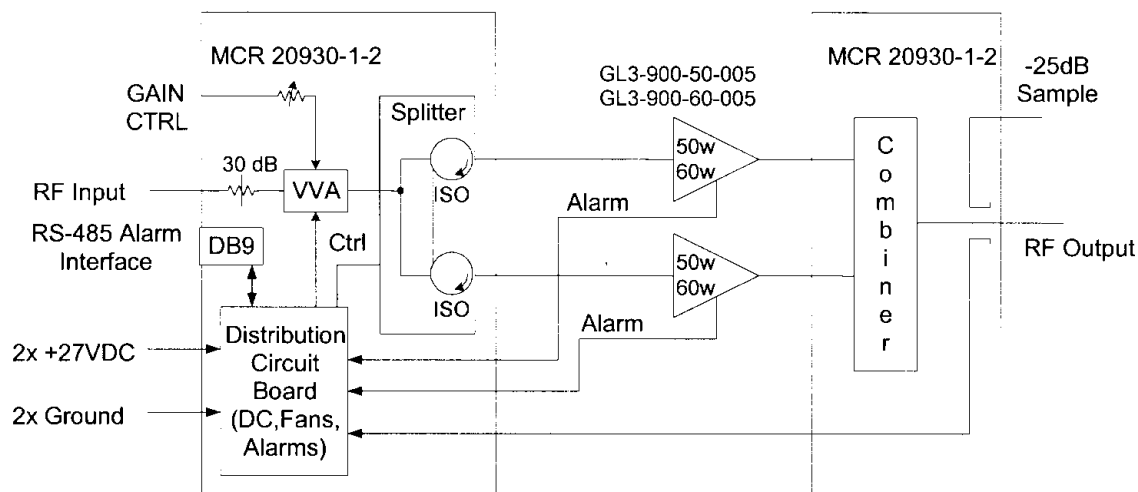 MCR 20930-1-2
GAIN
CTRL
30 dB
RF Input
VVA
RS-485 Alarm
Interface
DB9
Ctrl
Splitter
ISO
ISO
2x +27VDC
2x Ground
Distribution
Circuit
Board
(DC,Fans,
Alarms)
GL3-900-50-005
GL3-900-60-005
50w
60w
Alarm
50w
60w
Alarm
MCR 20930-1-2
C
o
m
b
i
n
e
r
-25dB
Sample
RF Output